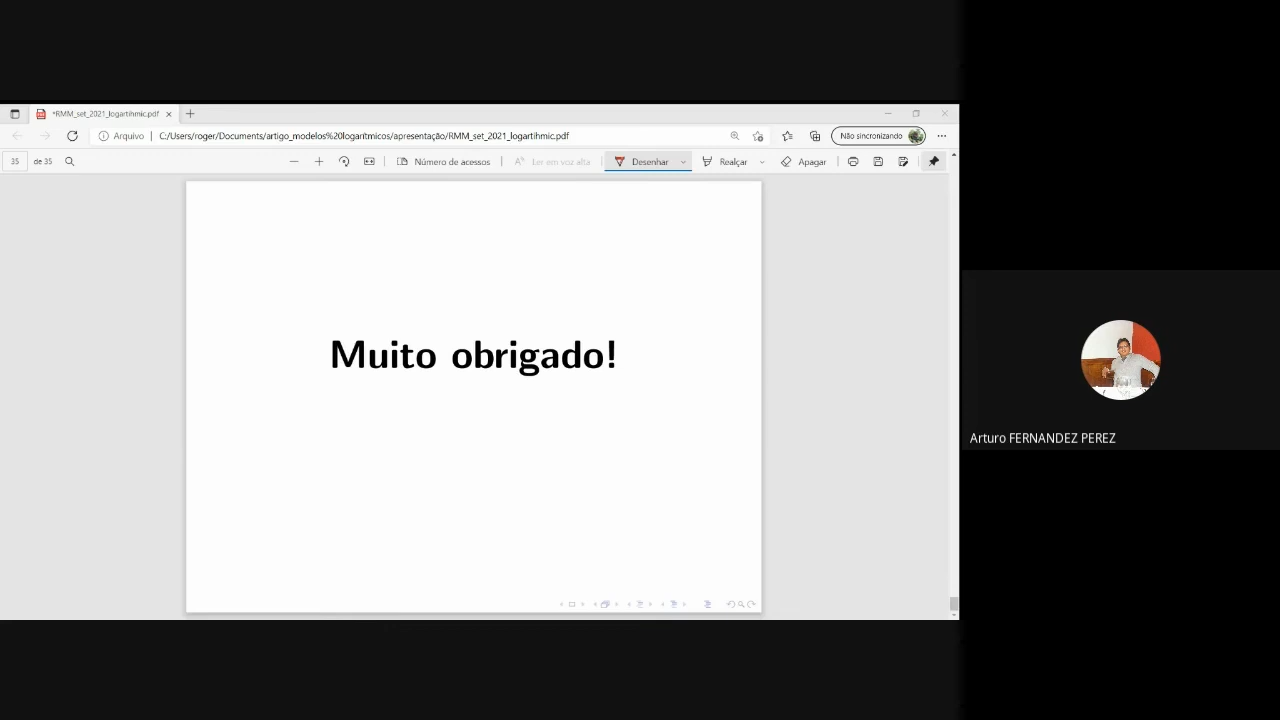 *RMM_set_2021_logartihmic.pdf
Arquivo | C:/Users/roger/Documents/artigo_modelos%20logarítmicos/apresentação/RMM_set_2021_logartihmic.pdf
Não sincronizando
35 de 35
Número de acessos
Ler em voz alta
Desenhar
Realçar
Apagar
Muito obrigado!
Arturo FERNANDEZ PEREZ